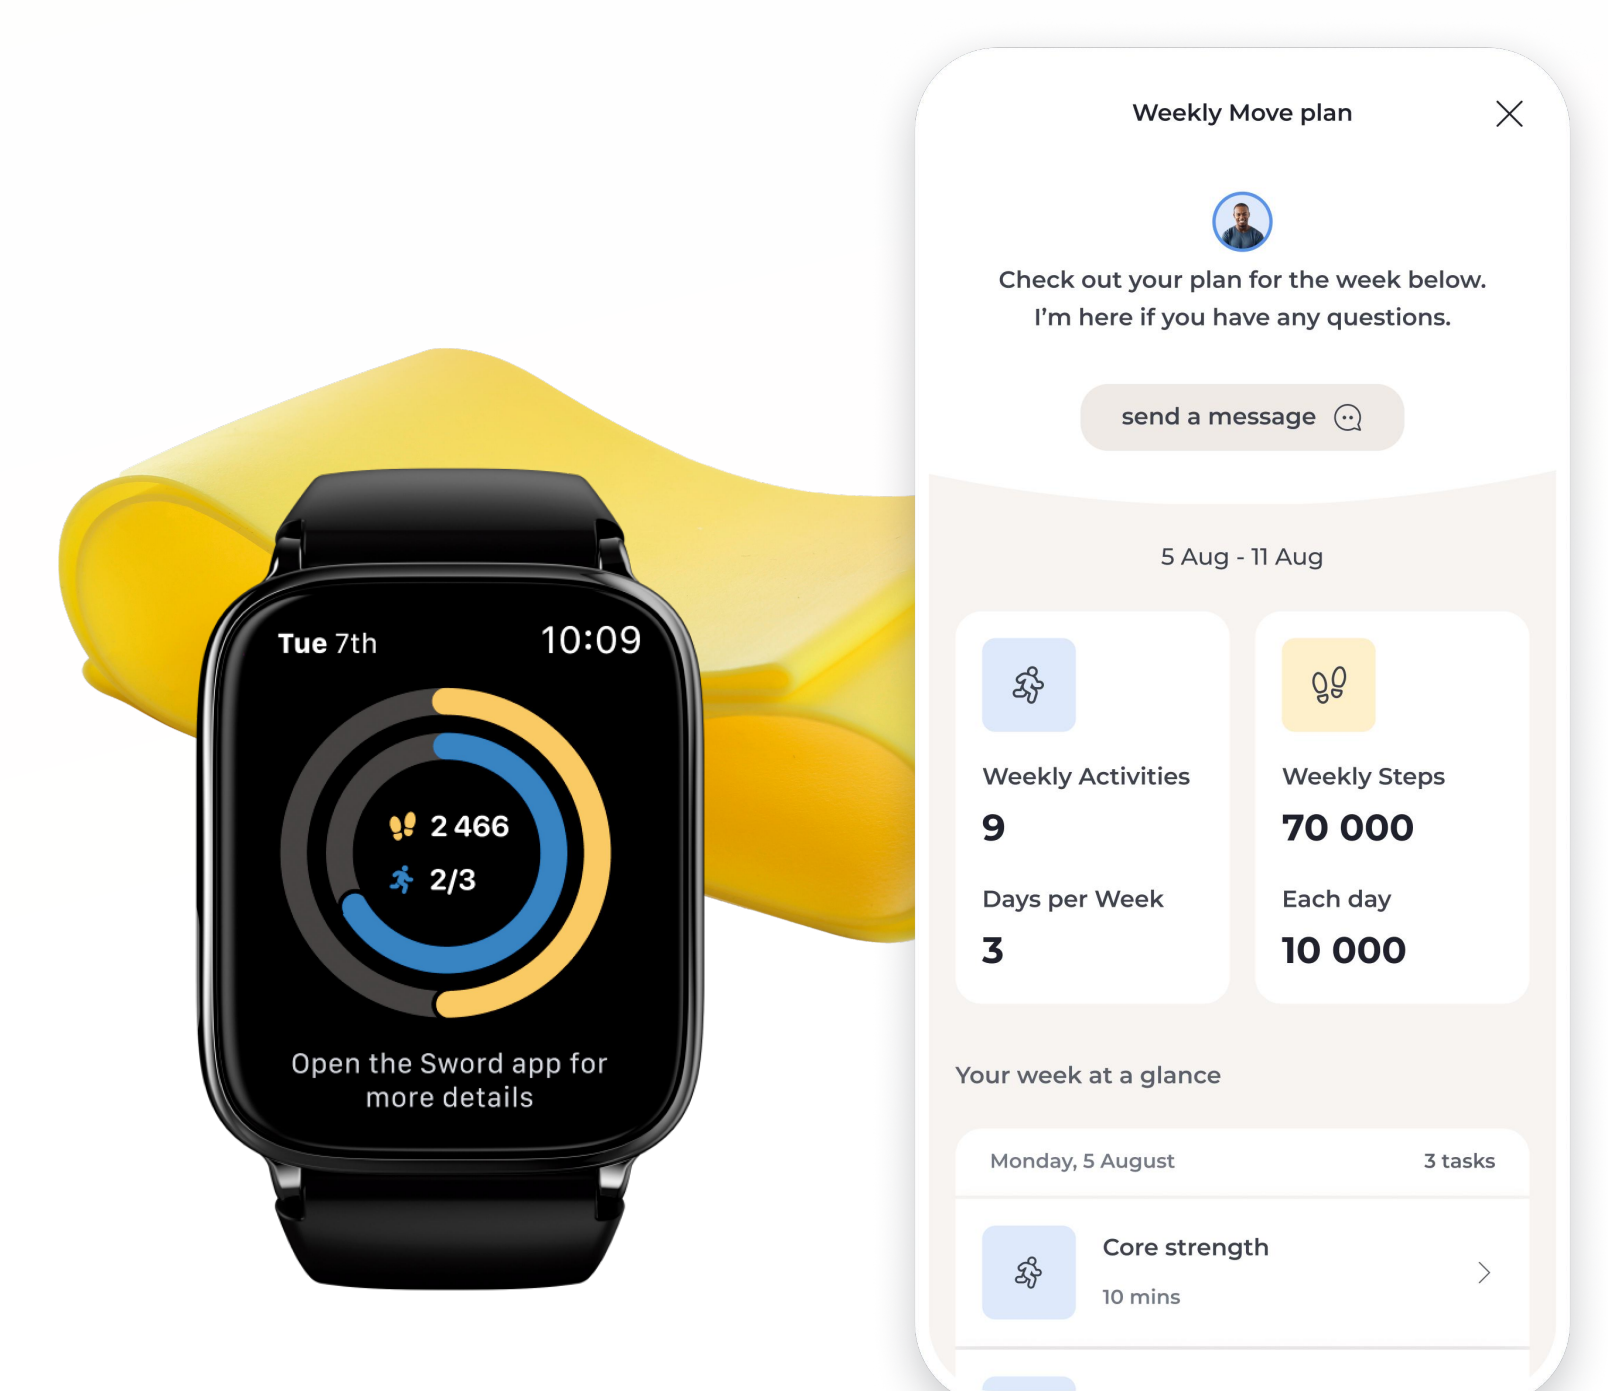 Tue 7th
10:09
2 466
2/3
Open the Sword app for
more details
Weekly Move plan
Check out your plan for the week below.
I’m here if you have any questions.
send a message
5 Aug - 11 Aug
Weekly Activities
9
Days per Week
3
Weekly Steps
70 000
Each day
10 000
Your week at a glance
Monday, 5 August
3 tasks
Core strength
10 mins